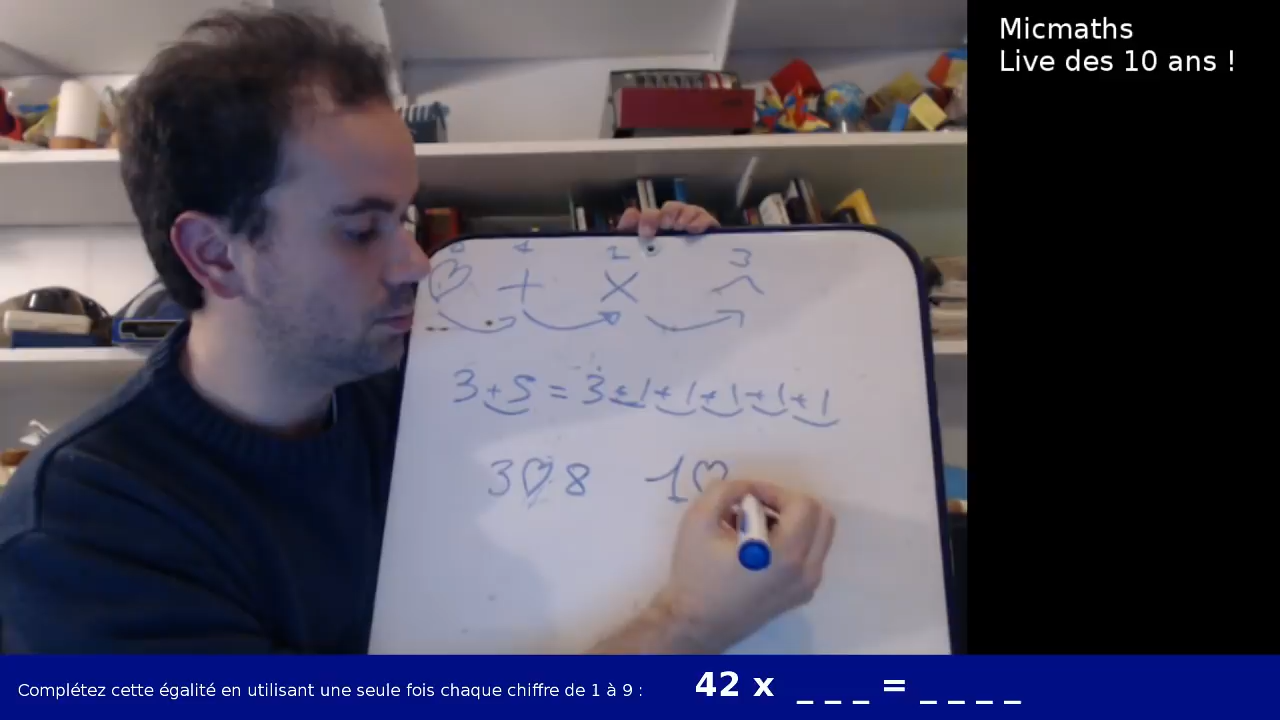 Micmaths
Live des 10 ans !
1 2 3
♡ + × ^
3+5=3+1+1+1+1+1
3♡8 1♡
Complétez cette égalité en utilisant une seule fois chaque chiffre de 1 à 9 : 42 x _ _ _ = _ _ _ _